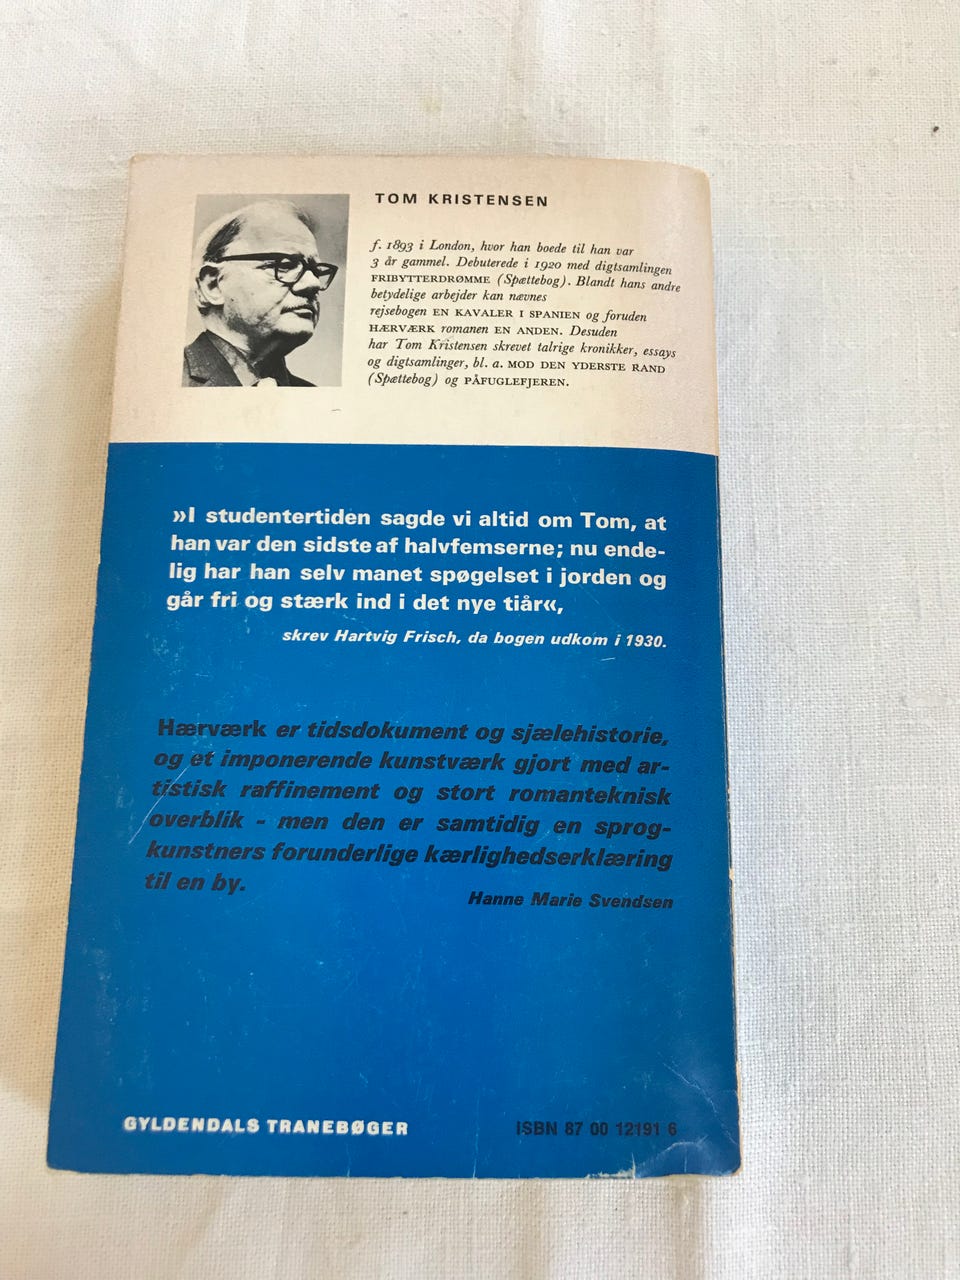 TOM KRISTENSEN
f. 1893 i London, hvor han boede til han var
3 år gammel. Debuterede i 1920 med digtsamlingen
FRIBYTTERDRØMME (Spættebog). Blandt hans andre
betydelige arbejder kan nævnes
rejsebogen EN KAVALER I SPANIEN og foruden
HÆRVÆRK romanen EN ANDEN. Desuden
har Tom Kristensen skrevet talrige kronikker, essays
og digtsamlinger, bl. a. MOD DEN YDERSTE RAND
(Spættebog) og PÅFUGLEFJEREN.
»I studentertiden sagde vi altid om Tom, at
han var den sidste af halvfemserne; nu ende-
lig har han selv manet spøgelset i jorden og
går fri og stærk ind i det nye tiår«,
skrev Hartvig Frisch, da bogen udkom i 1930.
Hærværk er tidsdokument og sjælehistorie,
og et imponerende kunstværk gjort med ar-
tistisk raffinement og stort romanteknisk
overblik - men den er samtidig en sprog-
kunstners forunderlige kærlighedserklæring
til en by.
Hanne Marie Svendsen
GYLDENDALS TRANEBØGER
ISBN 87 00 12191 6